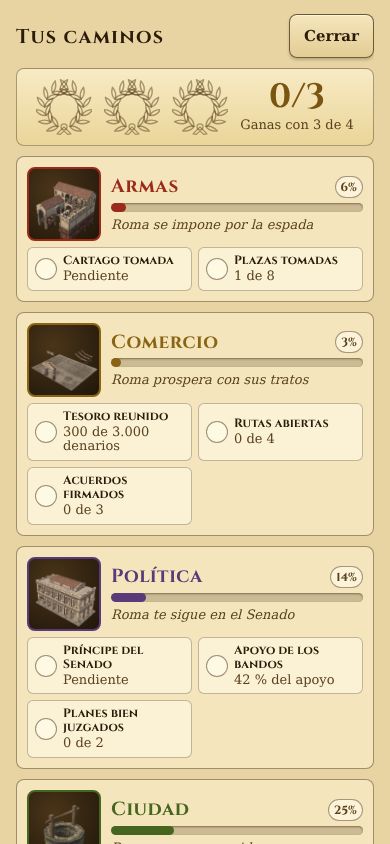 Tus caminos
Cerrar
0/3
Ganas con 3 de 4
Armas
6%
Roma se impone por la espada
Cartago tomada
Pendiente
Plazas tomadas
1 de 8
Comercio
3%
Roma prospera con sus tratos
Tesoro reunido
300 de 3.000
denarios
Rutas abiertas
0 de 4
Acuerdos
firmados
0 de 3
Política
14%
Roma te sigue en el Senado
Príncipe del
Senado
Pendiente
Apoyo de los
bandos
42 % del apoyo
Planes bien
juzgados
0 de 2
Ciudad
25%